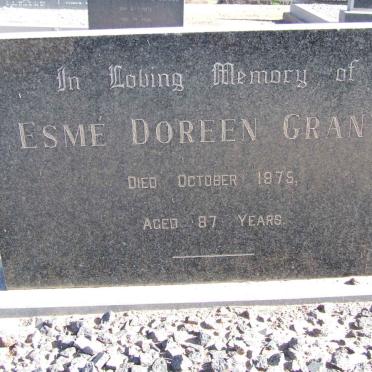 In Loving Memory of
ESMÉ DOREEN GRAN
DIED OCTOBER 1975,
AGED 87 YEARS.